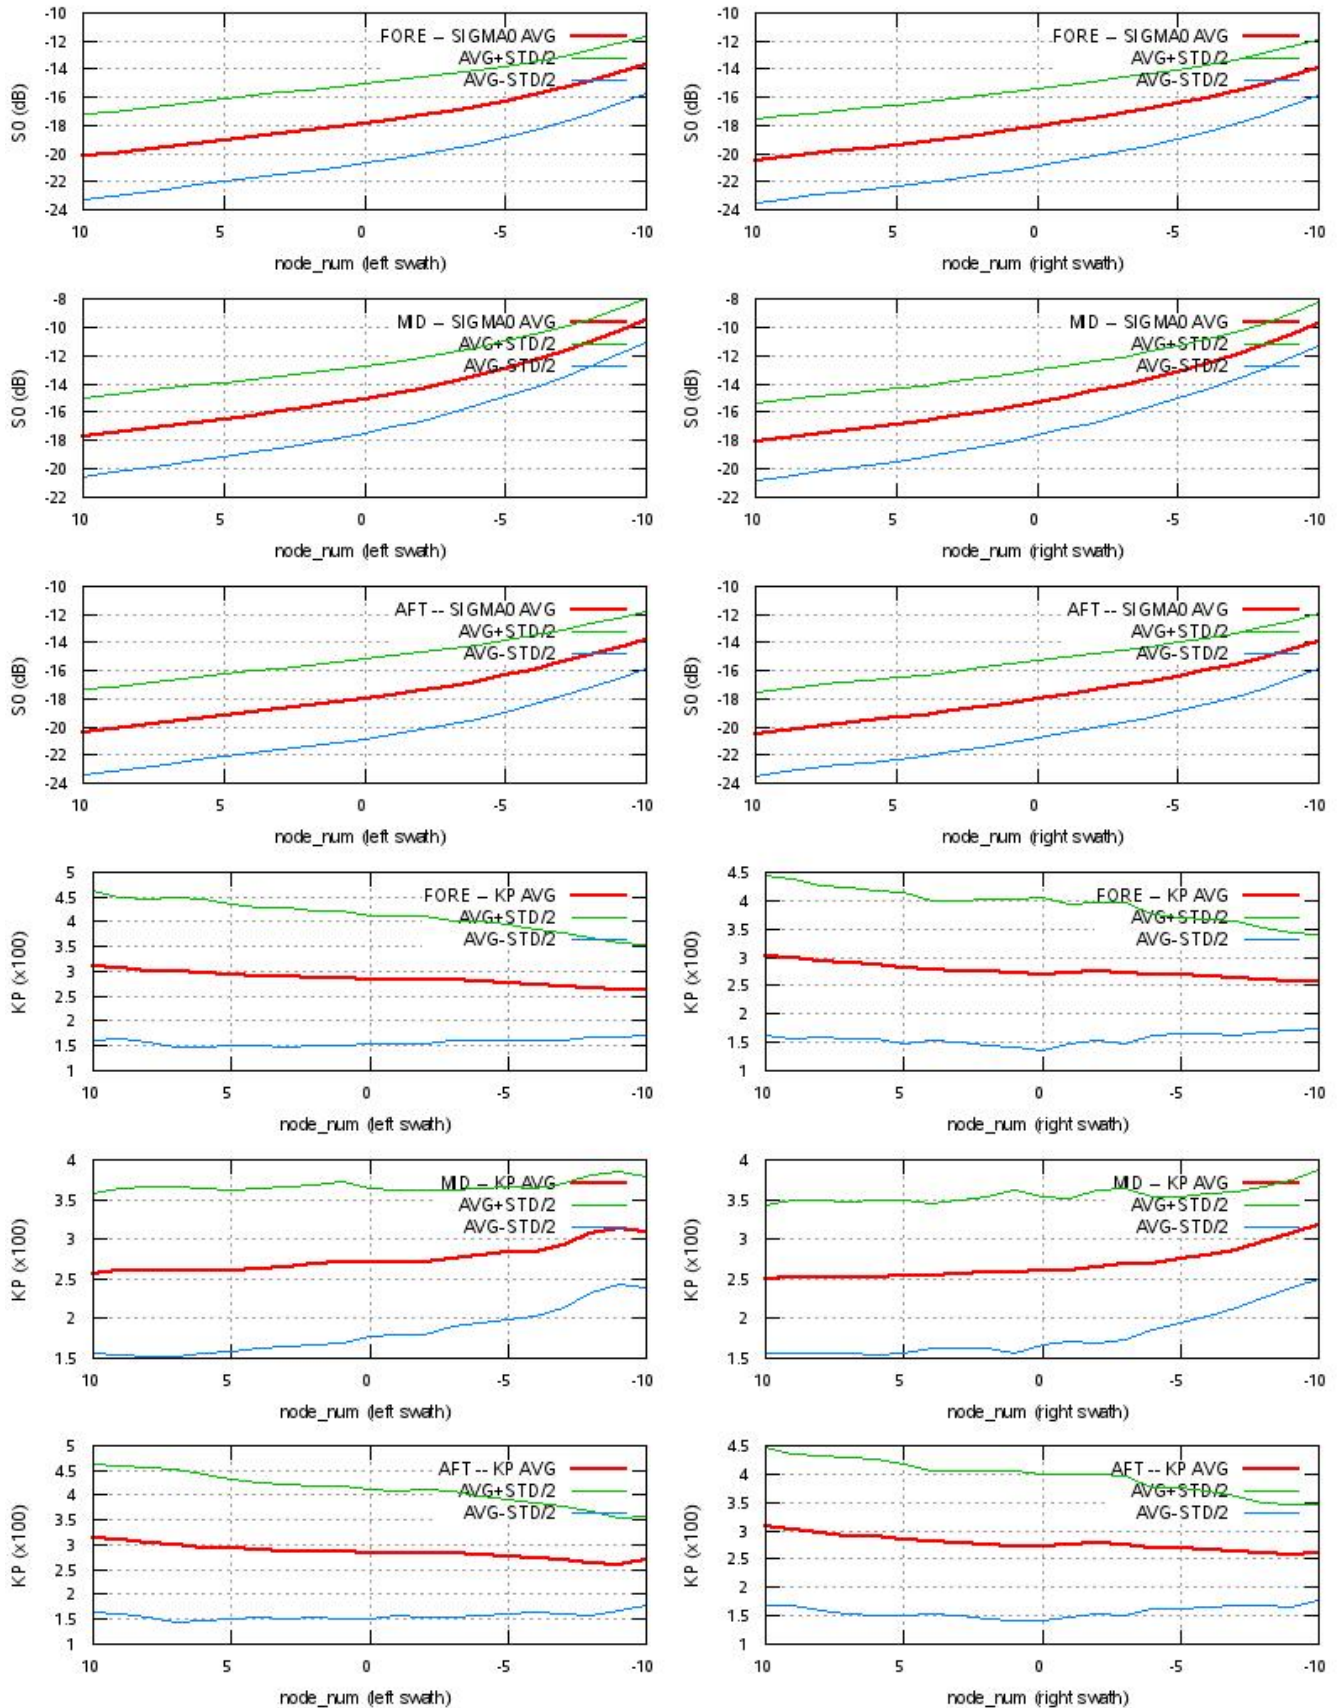 -10
-12
-14
-16
-18
-20
-22
-24
S0 (dB)
FORE -- SIGMA0 AVG
AVG+STD/2
AVG-STD/2
10 5 0 -5 -10
node_num (left swath)
-10
-12
-14
-16
-18
-20
-22
-24
S0 (dB)
FORE -- SIGMA0 AVG
AVG+STD/2
AVG-STD/2
10 5 0 -5 -10
node_num (right swath)
-8
-10
-12
-14
-16
-18
-20
-22
S0 (dB)
MID -- SIGMA0 AVG
AVG+STD/2
AVG-STD/2
10 5 0 -5 -10
node_num (left swath)
-8
-10
-12
-14
-16
-18
-20
-22
S0 (dB)
MID -- SIGMA0 AVG
AVG+STD/2
AVG-STD/2
10 5 0 -5 -10
node_num (right swath)
-10
-12
-14
-16
-18
-20
-22
-24
S0 (dB)
AFT -- SIGMA0 AVG
AVG+STD/2
AVG-STD/2
10 5 0 -5 -10
node_num (left swath)
-10
-12
-14
-16
-18
-20
-22
-24
S0 (dB)
AFT -- SIGMA0 AVG
AVG+STD/2
AVG-STD/2
10 5 0 -5 -10
node_num (right swath)
5
4.5
4
3.5
3
2.5
2
1.5
1
KP (x100)
FORE -- KP AVG
AVG+STD/2
AVG-STD/2
10 5 0 -5 -10
node_num (left swath)
4.5
4
3.5
3
2.5
2
1.5
1
KP (x100)
FORE -- KP AVG
AVG+STD/2
AVG-STD/2
10 5 0 -5 -10
node_num (right swath)
4
3.5
3
2.5
2
1.5
KP (x100)
MID -- KP AVG
AVG+STD/2
AVG-STD/2
10 5 0 -5 -10
node_num (left swath)
4
3.5
3
2.5
2
1.5
KP (x100)
MID -- KP AVG
AVG+STD/2
AVG-STD/2
10 5 0 -5 -10
node_num (right swath)
5
4.5
4
3.5
3
2.5
2
1.5
1
KP (x100)
AFT -- KP AVG
AVG+STD/2
AVG-STD/2
10 5 0 -5 -10
node_num (left swath)
4.5
4
3.5
3
2.5
2
1.5
1
KP (x100)
AFT -- KP AVG
AVG+STD/2
AVG-STD/2
10 5 0 -5 -10
node_num (right swath)